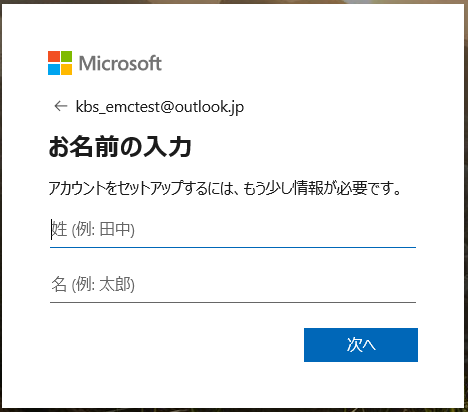 Microsoft
← kbs_emctest@outlook.jp
お名前の入力
アカウントをセットアップするには、もう少し情報が必要です。
姓 (例: 田中)
名 (例: 太郎)
次へ